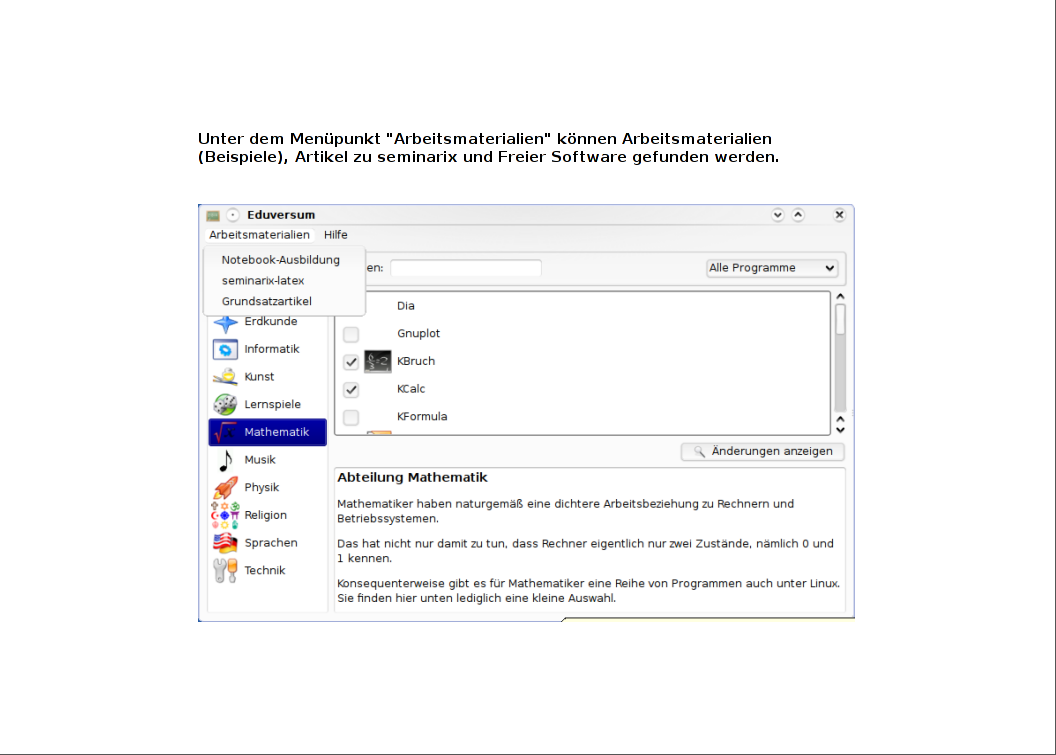 Unter dem Menüpunkt "Arbeitsmaterialien" können Arbeitsmaterialien
(Beispiele), Artikel zu seminarix und Freier Software gefunden werden.
Eduversum
Arbeitsmaterialien Hilfe
Notebook-Ausbildung
seminarix-latex
Grundsatzartikel
en:
Alle Programme
Erdkunde
Informatik
Kunst
Lernspiele
Mathematik
Musik
Physik
Religion
Sprachen
Technik
Dia
Gnuplot
KBruch
KCalc
KFormula
Änderungen anzeigen
Abteilung Mathematik
Mathematiker haben naturgemäß eine dichtere Arbeitsbeziehung zu Rechnern und
Betriebssystemen.
Das hat nicht nur damit zu tun, dass Rechner eigentlich nur zwei Zustände, nämlich 0 und
1 kennen.
Konsequenterweise gibt es für Mathematiker eine Reihe von Programmen auch unter Linux.
Sie finden hier unten lediglich eine kleine Auswahl.